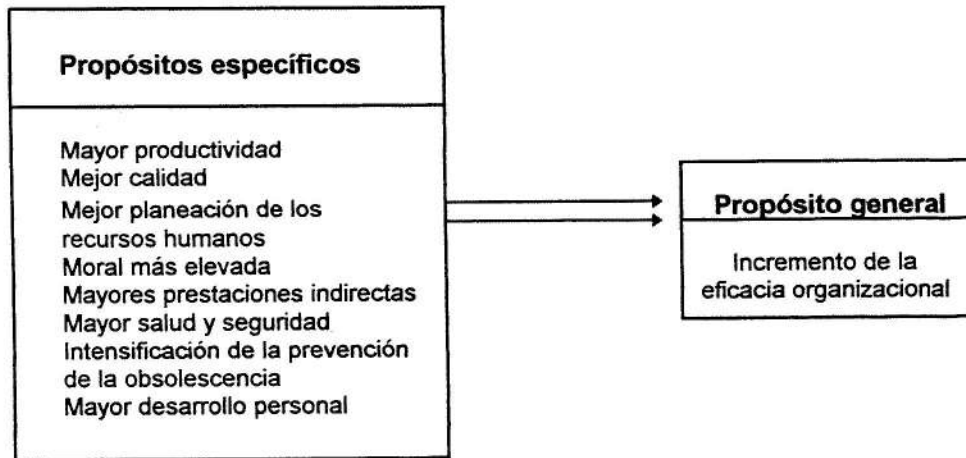 Propósitos específicos
Mayor productividad
Mejor calidad
Mejor planeación de los
recursos humanos
Moral más elevada
Mayores prestaciones indirectas
Mayor salud y seguridad
Intensificación de la prevención
de la obsolescencia
Mayor desarrollo personal
Propósito general
Incremento de la
eficacia organizacional